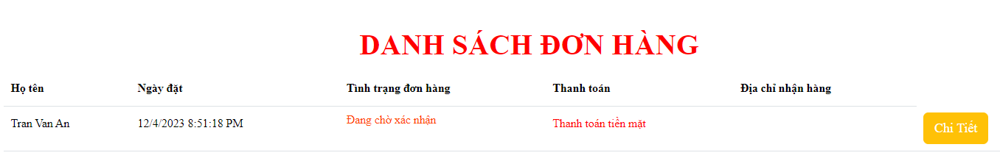 DANH SÁCH ĐƠN HÀNG
Họ tên Ngày đặt Tình trạng đơn hàng Thanh toán Địa chỉ nhận hàng
Tran Van An 12/4/2023 8:51:18 PM Đang chờ xác nhận Thanh toán tiền mặt Chi Tiết